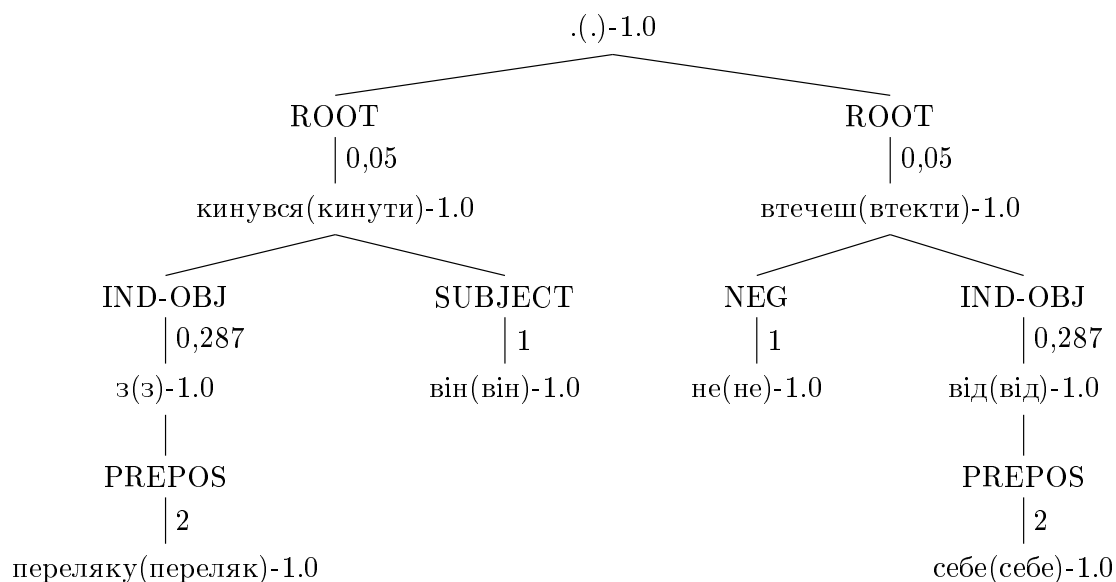 .(.)-1.0
ROOT ROOT
0,05 0,05
кинувся(кинути)-1.0 втечеш(втекти)-1.0
IND-OBJ SUBJECT NEG IND-OBJ
0,287 1 1 0,287
з(з)-1.0 він(він)-1.0 не(не)-1.0 від(від)-1.0
PREPOS PREPOS
2 2
переляку(переляк)-1.0 себе(себе)-1.0